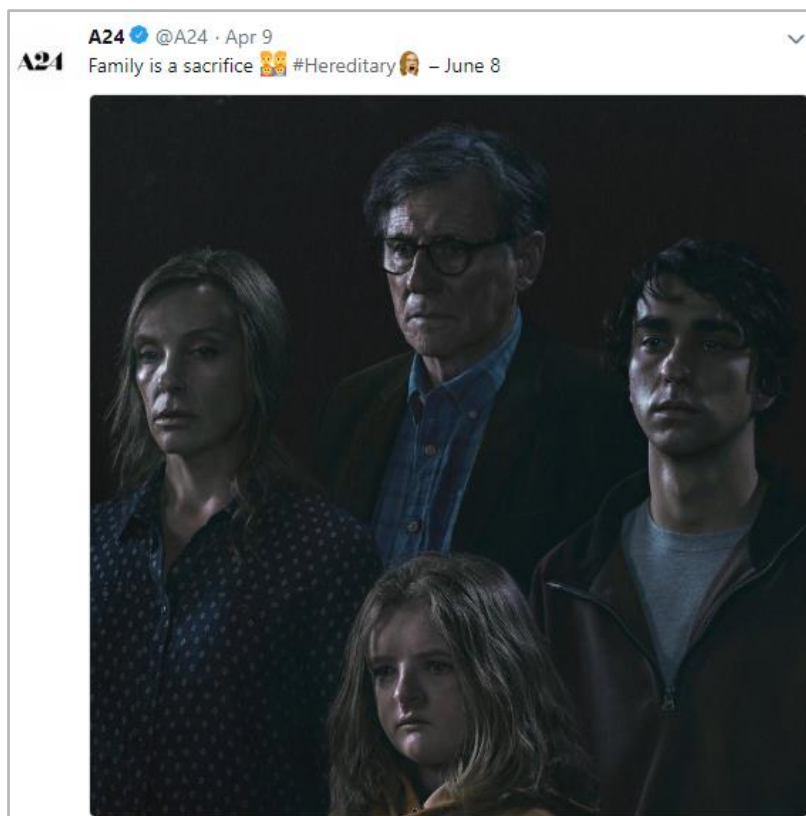 A24 @A24 · Apr 9
A24
Family is a sacrifice #Hereditary – June 8